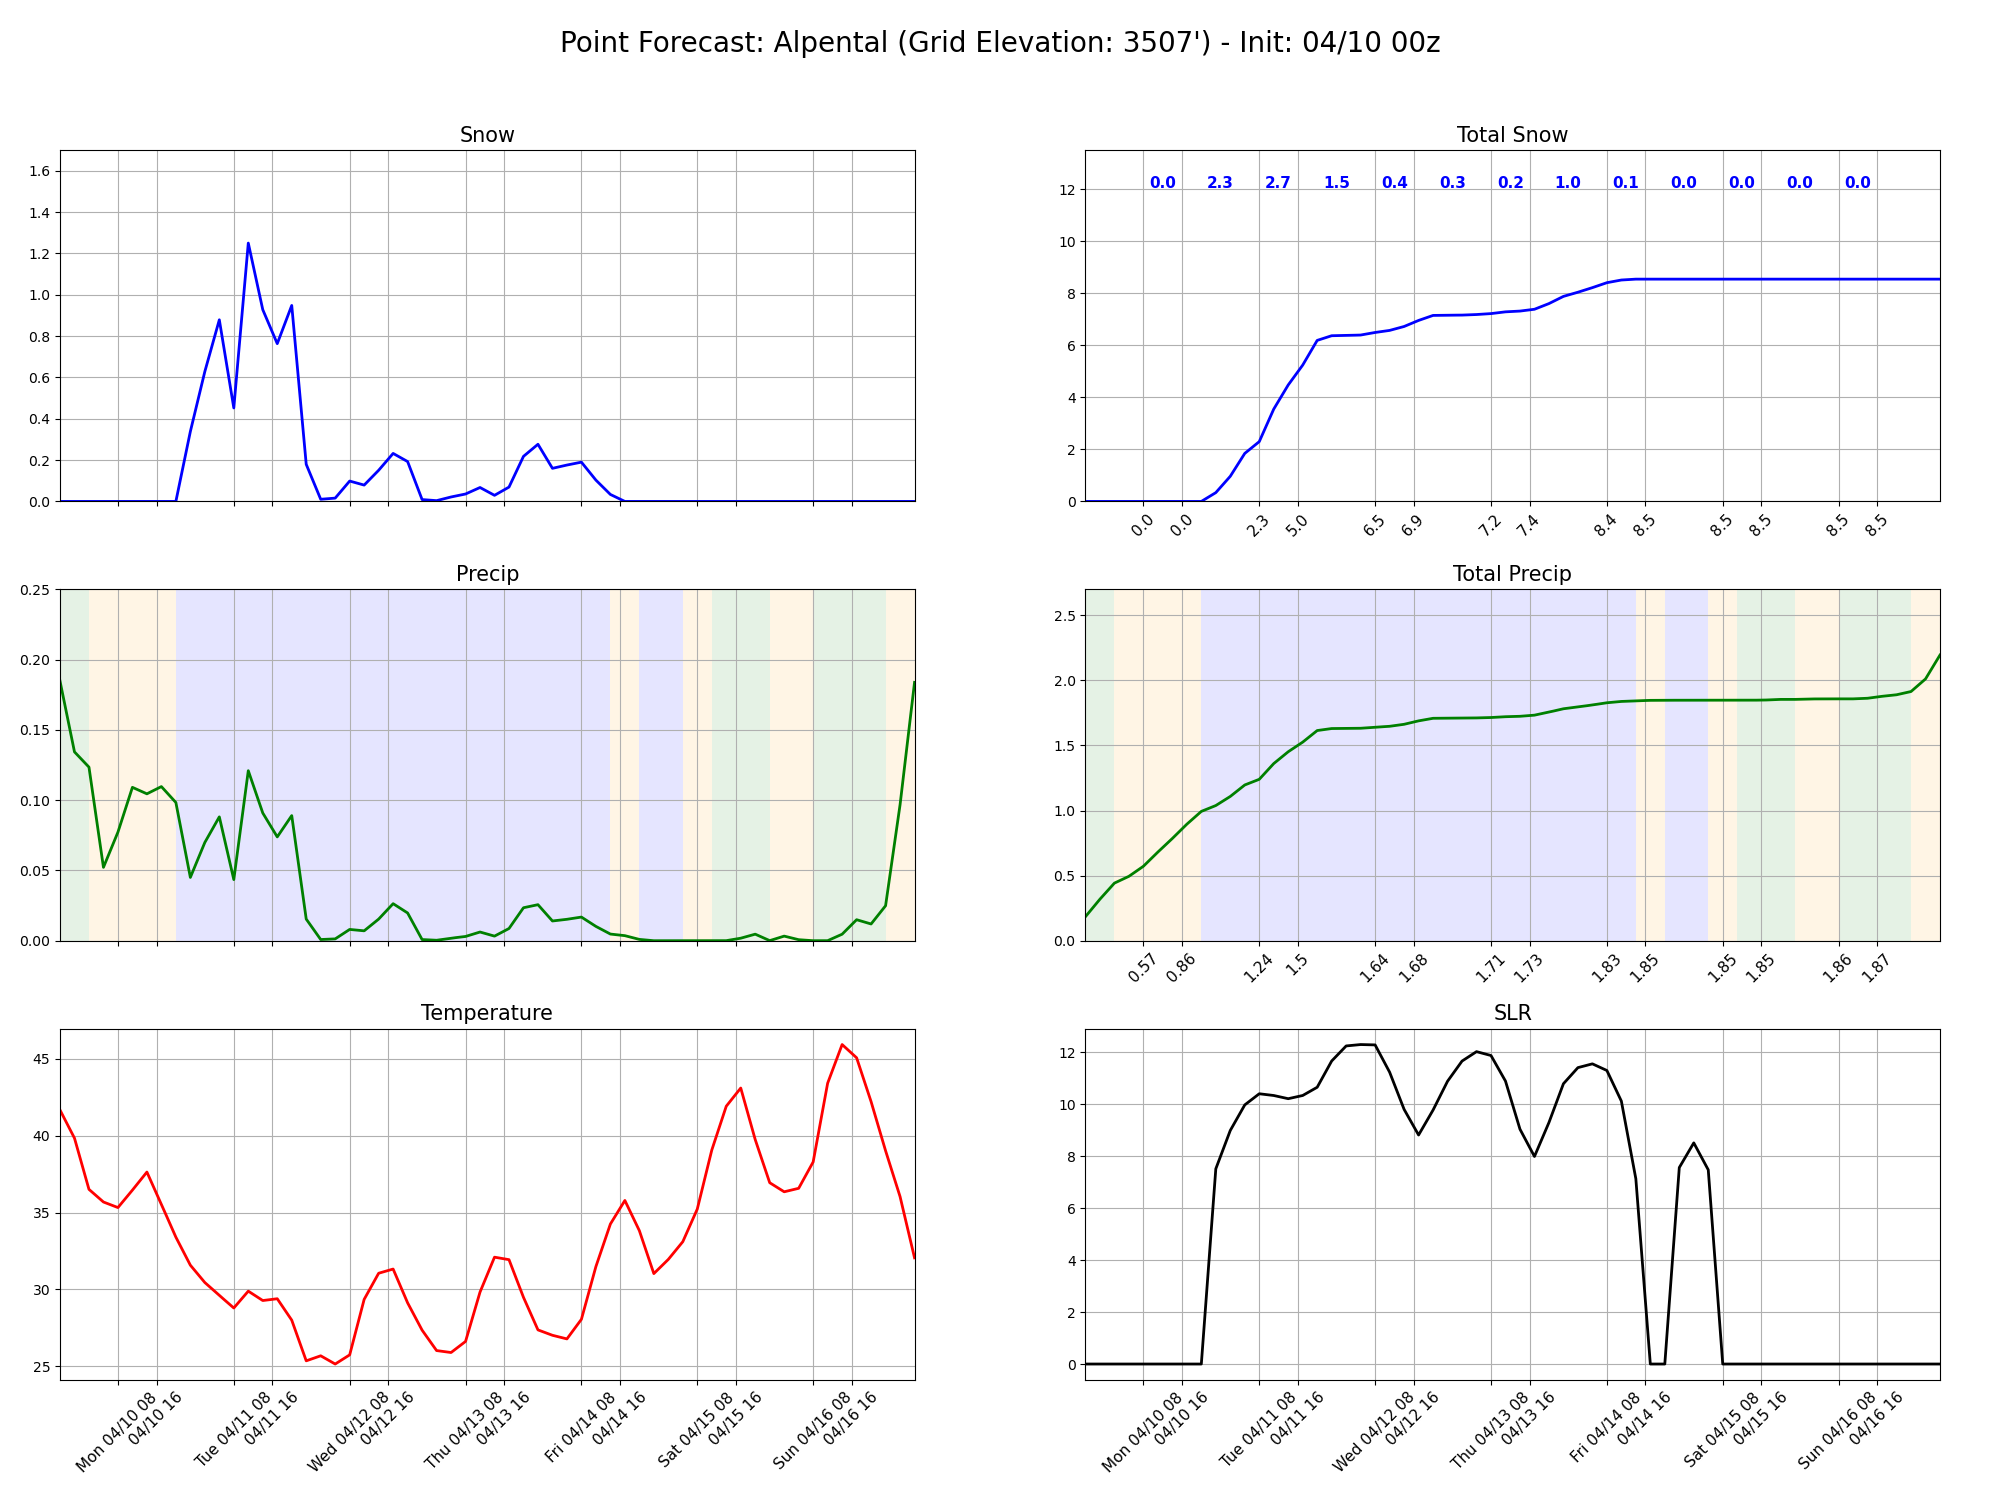 Point Forecast: Alpental (Grid Elevation: 3507') - Init: 04/10 00z
Snow
1.6
1.4
1.2
1.0
0.8
0.6
0.4
0.2
0.0
Total Snow
0.0 2.3 2.7 1.5 0.4 0.3 0.2 1.0 0.1 0.0 0.0 0.0 0.0
12
10
8
6
4
2
0
0.0 0.0 2.3 5.0 6.5 6.9 7.2 7.4 8.4 8.5 8.5 8.5 8.5 8.5
Precip
0.25
0.20
0.15
0.10
0.05
0.00
Total Precip
2.5
2.0
1.5
1.0
0.5
0.0
0.57 0.86 1.24 1.5 1.64 1.68 1.71 1.73 1.83 1.85 1.85 1.85 1.86 1.87
Temperature
45
40
35
30
25
Mon 04/10 08
04/10 16
Tue 04/11 08
04/11 16
Wed 04/12 08
04/12 16
Thu 04/13 08
04/13 16
Fri 04/14 08
04/14 16
Sat 04/15 08
04/15 16
Sun 04/16 08
04/16 16
SLR
12
10
8
6
4
2
0
Mon 04/10 08
04/10 16
Tue 04/11 08
04/11 16
Wed 04/12 08
04/12 16
Thu 04/13 08
04/13 16
Fri 04/14 08
04/14 16
Sat 04/15 08
04/15 16
Sun 04/16 08
04/16 16